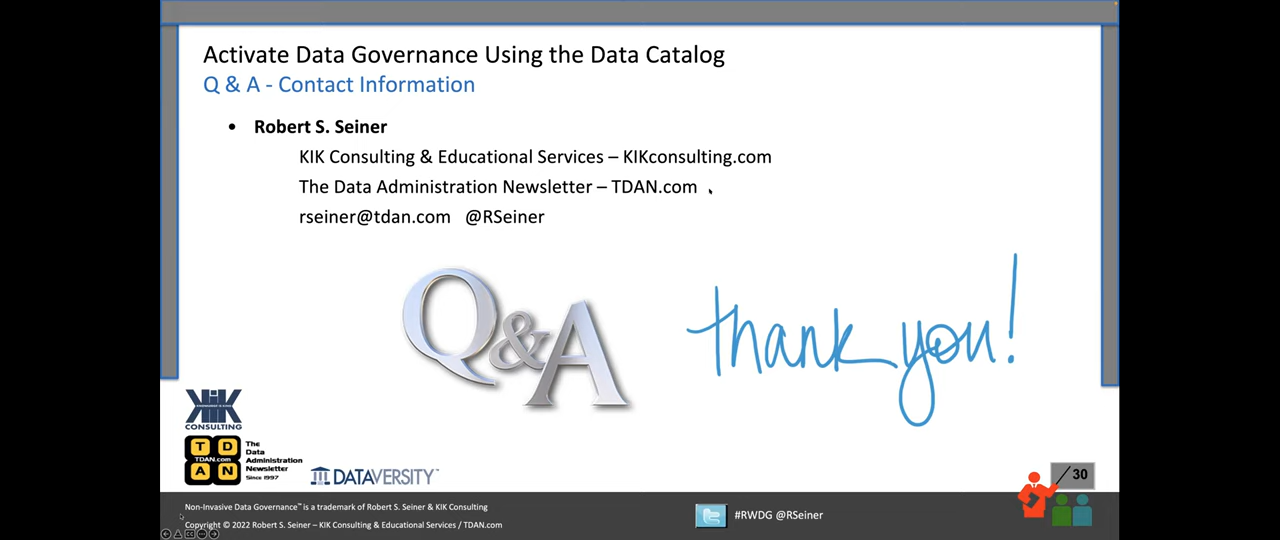 Activate Data Governance Using the Data Catalog
Q & A - Contact Information
• Robert S. Seiner
KIK Consulting & Educational Services – KIKconsulting.com
The Data Administration Newsletter – TDAN.com
rseiner@tdan.com @RSeiner
Q&A
thank you!
KIK
CONSULTING
T D
TDAN.com
A N
The
Data
Administration
Newsletter
Since 1997
DATAVERSITY
/ 30
Non-Invasive Data Governance™ is a trademark of Robert S. Seiner & KIK Consulting
Copyright © 2022 Robert S. Seiner – KIK Consulting & Educational Services / TDAN.com
#RWDG @RSeiner